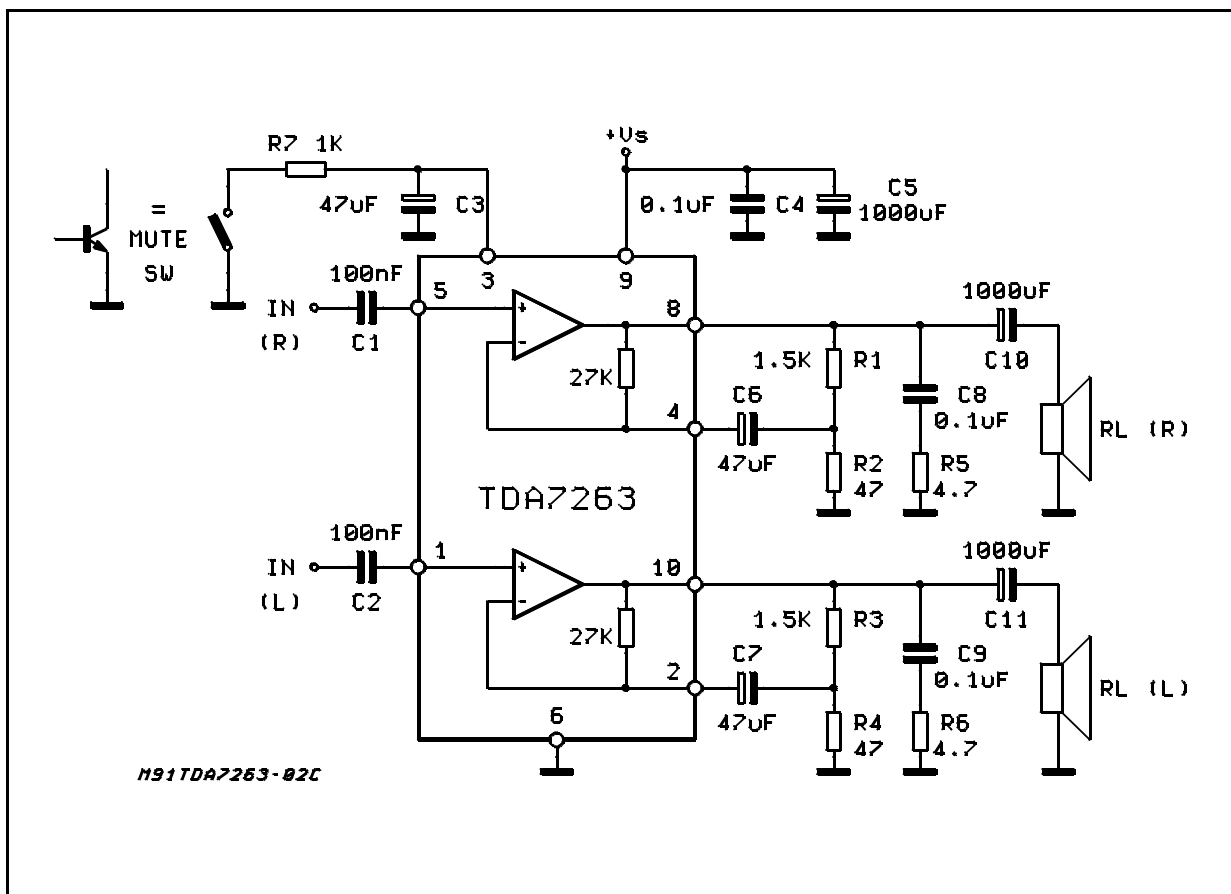 R7 1K
+Vs
47uF
C3
0.1uF
C4
C5
1000uF
=
MUTE
SW
3
9
100nF
IN
(R)
C1
5
+
-
27K
8
4
1000uF
C10
1.5K
R1
C6
47uF
C8
0.1uF
R2
47
R5
4.7
RL (R)
TDA7263
100nF
IN
(L)
C2
1
+
-
27K
10
2
6
1000uF
C11
1.5K
R3
C7
47uF
C9
0.1uF
R4
47
R6
4.7
RL (L)
M91TDA7263-02C